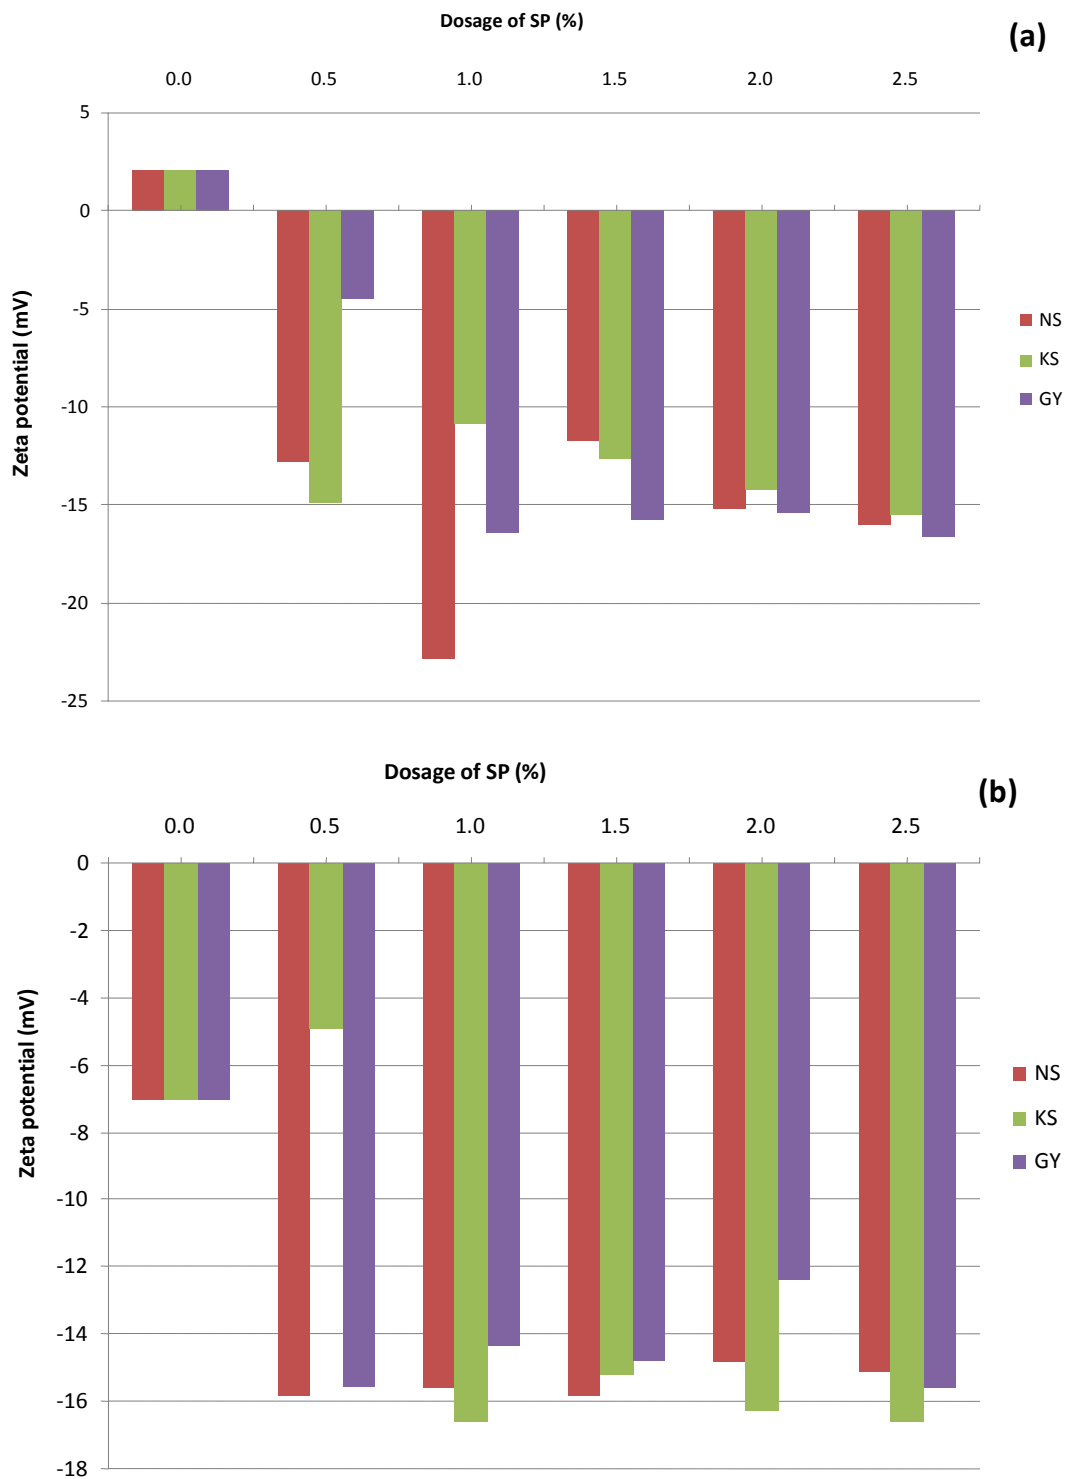 Dosage of SP (%)
(a)
0.0 0.5 1.0 1.5 2.0 2.5
5
0
-5
-10
-15
-20
-25
Zeta potential (mV)
NS
KS
GY
Dosage of SP (%)
(b)
0.0 0.5 1.0 1.5 2.0 2.5
0
-2
-4
-6
-8
-10
-12
-14
-16
-18
Zeta potential (mV)
NS
KS
GY